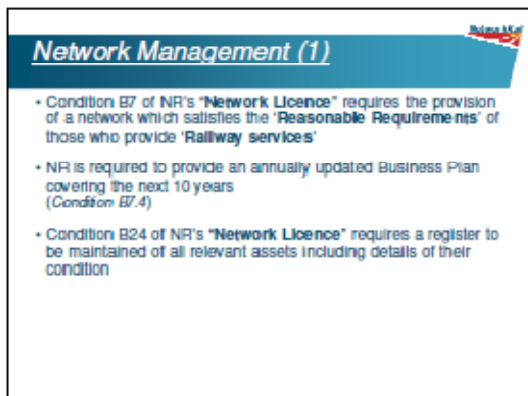 NetworkRail
Network Management (1)
• Condition B7 of NR's "Network Licence" requires the provision
of a network which satisfies the 'Reasonable Requirements' of
those who provide 'Railway services'
• NR is required to provide an annually updated Business Plan
covering the next 10 years
(Condition B7.4)
• Condition B24 of NR's "Network Licence" requires a register to
be maintained of all relevant assets including details of their
condition